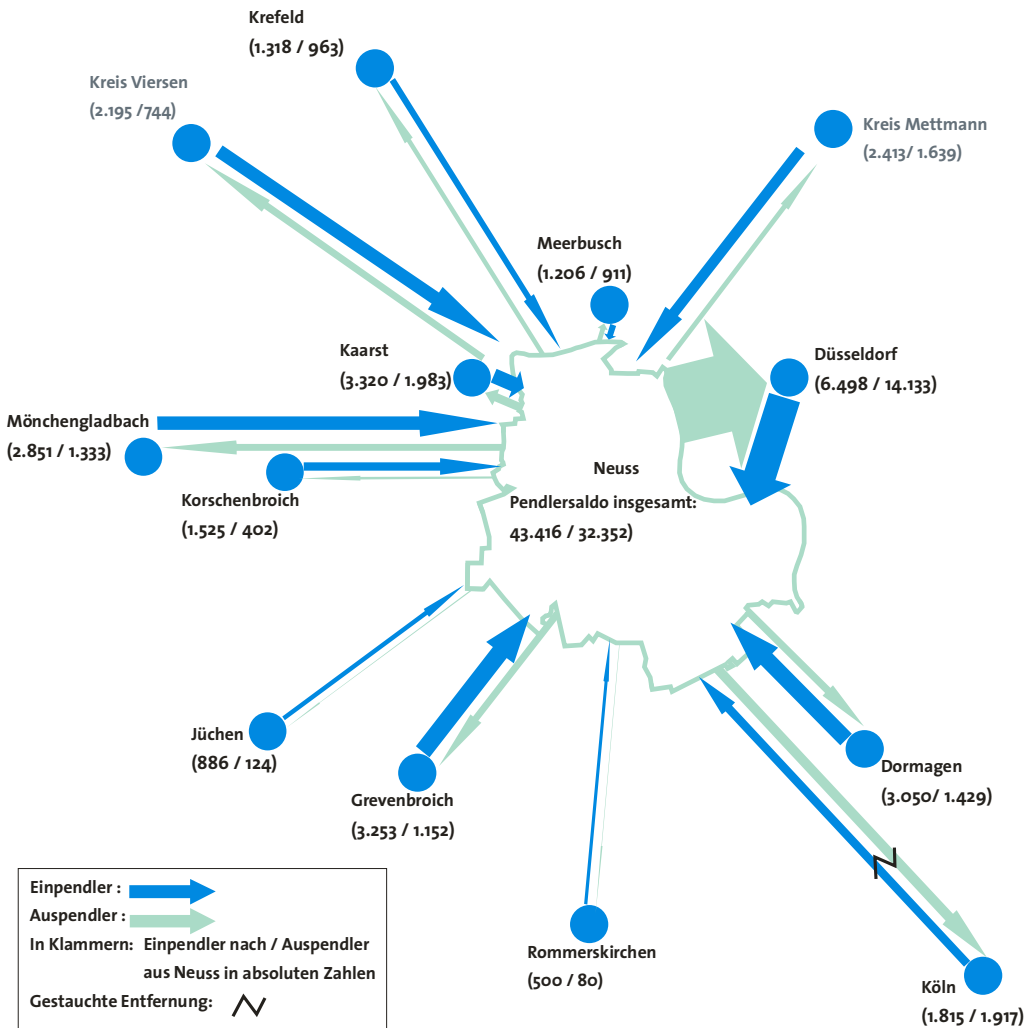 Krefeld
(1.318 / 963)
Kreis Viersen
(2.195 /744)
Kreis Mettmann
(2.413/ 1.639)
Meerbusch
(1.206 / 911)
Kaarst
(3.320 / 1.983)
Düsseldorf
(6.498 / 14.133)
Mönchengladbach
(2.851 / 1.333)
Korschenbroich
(1.525 / 402)
Neuss
Pendlersaldo insgesamt:
43.416 / 32.352)
Jüchen
(886 / 124)
Grevenbroich
(3.253 / 1.152)
Dormagen
(3.050/ 1.429)
Rommerskirchen
(500 / 80)
Köln
(1.815 / 1.917)
Einpendler :
Auspendler :
In Klammern: Einpendler nach / Auspendler
aus Neuss in absoluten Zahlen
Gestauchte Entfernung: